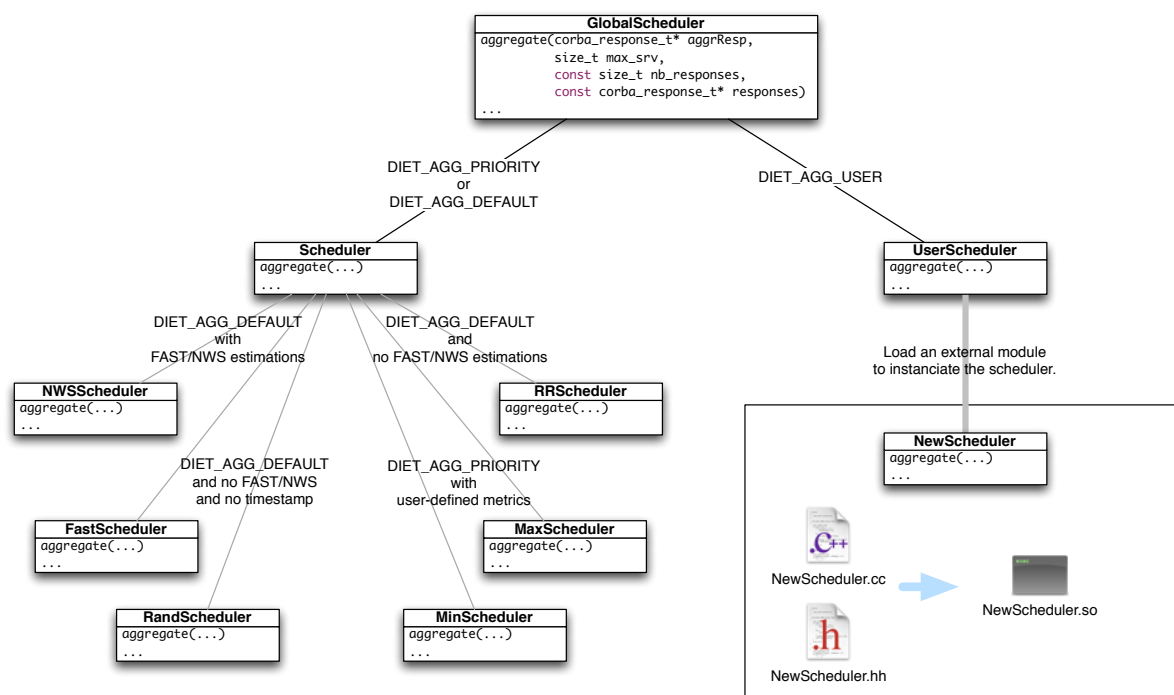 GlobalScheduler
aggregate(corba_response_t* aggrResp,
size_t max_srv,
const size_t nb_responses,
const corba_response_t* responses)
...
DIET_AGG_PRIORITY
or
DIET_AGG_DEFAULT
DIET_AGG_USER
Scheduler
aggregate(...)
...
UserScheduler
aggregate(...)
...
DIET_AGG_DEFAULT
with
FAST/NWS estimations
DIET_AGG_DEFAULT
and
no FAST/NWS estimations
Load an external module
to instanciate the scheduler.
NWSScheduler
aggregate(...)
...
RRScheduler
aggregate(...)
...
NewScheduler
aggregate(...)
...
DIET_AGG_DEFAULT
and no FAST/NWS
and no timestamp
DIET_AGG_PRIORITY
with
user-defined metrics
FastScheduler
aggregate(...)
...
MaxScheduler
aggregate(...)
...
RandScheduler
aggregate(...)
...
MinScheduler
aggregate(...)
...
.C++
NewScheduler.cc
NewScheduler.so
.h
NewScheduler.hh